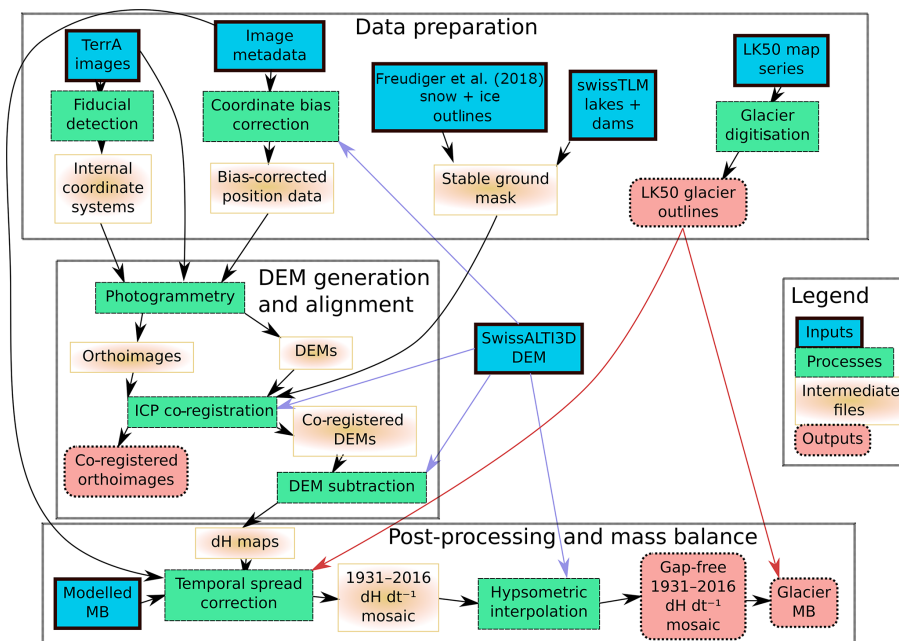 Data preparation
TerrA
images
Image
metadata
Freudiger et al. (2018)
snow + ice
outlines
swissTLM
lakes +
dams
LK50 map
series
Fiducial
detection
Coordinate bias
correction
Glacier
digitisation
Internal
coordinate
systems
Bias-corrected
position data
Stable ground
mask
LK50 glacier
outlines
DEM generation
and alignment
Photogrammetry
Orthoimages
DEMs
SwissALTI3D
DEM
ICP co-registration
Co-registered
DEMs
Co-registered
orthoimages
DEM subtraction
Legend
Inputs
Processes
Intermediate
files
Outputs
Post-processing and mass balance
dH maps
Modelled
MB
Temporal spread
correction
1931–2016
dH dt⁻¹
mosaic
Hypsometric
interpolation
Gap-free
1931–2016
dH dt⁻¹
mosaic
Glacier
MB